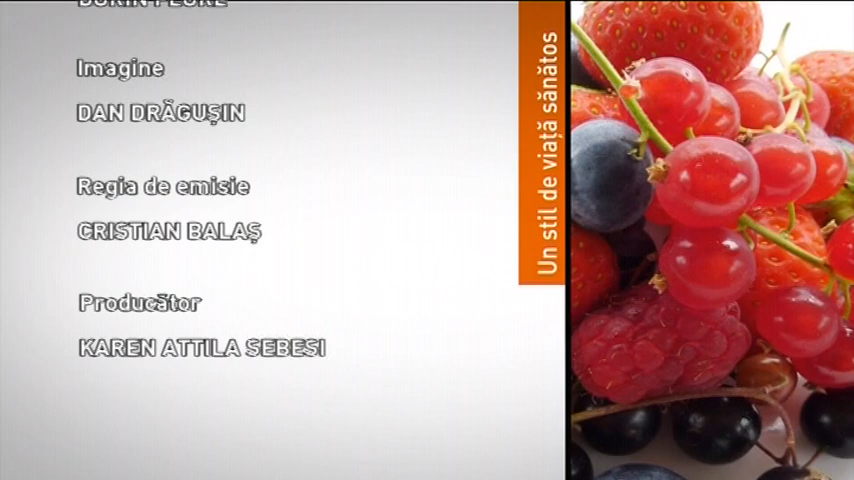 Imagine
DAN DRĂGUȘIN
Regia de emisie
CRISTIAN BALAȘ
Producător
KAREN ATTILA SEBESI
Un stil de viață sănătos